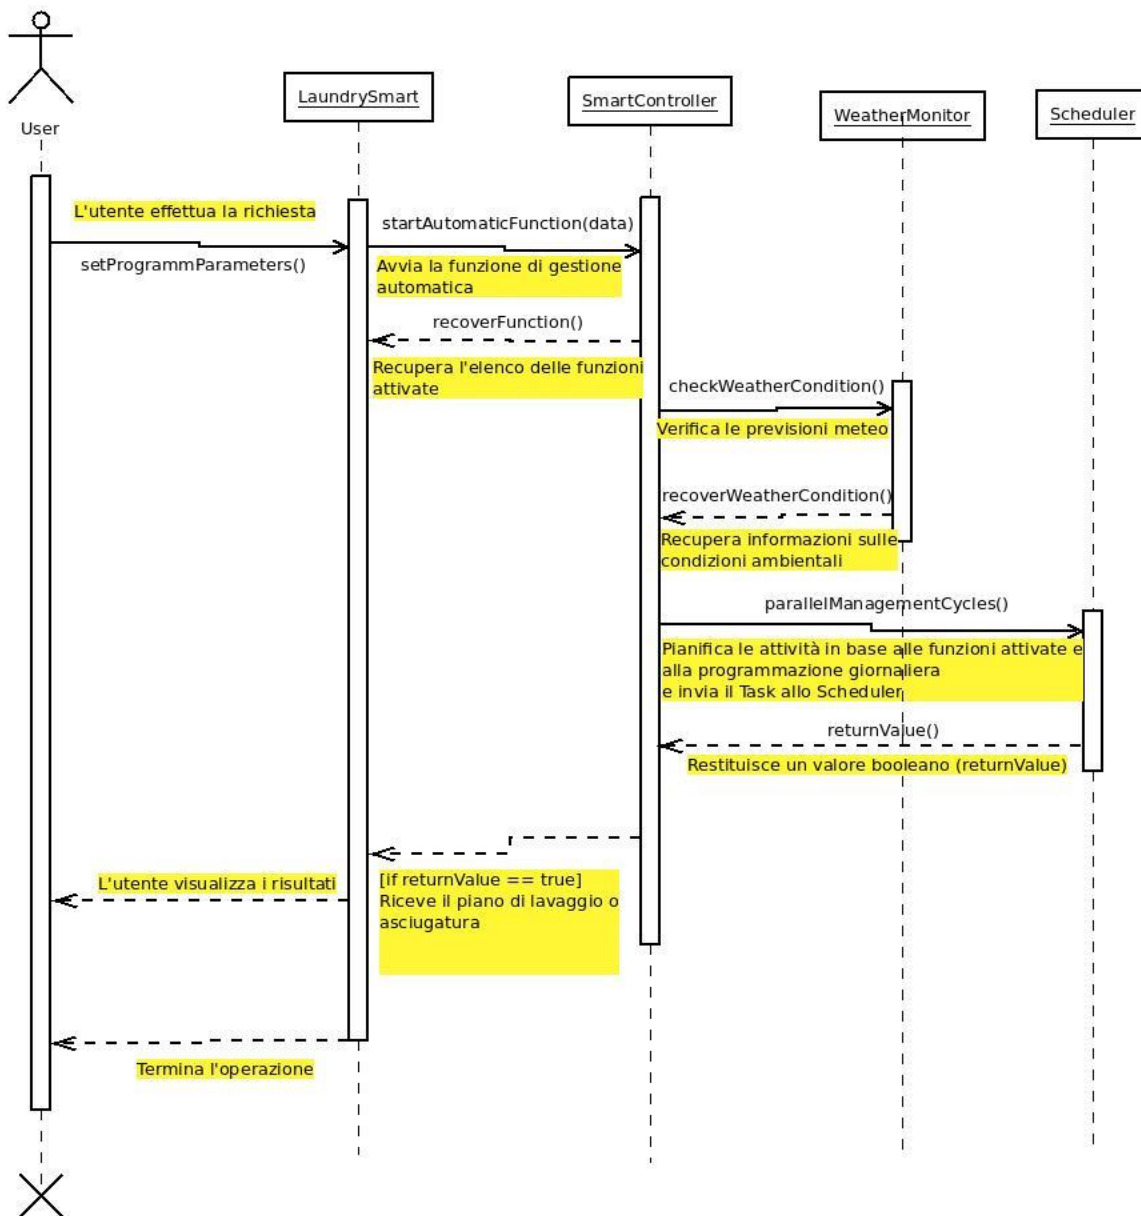 LaundrySmart
SmartController
WeatherMonitor
Scheduler
User
L'utente effettua la richiesta
setProgrammParameters()
startAutomaticFunction(data)
Avvia la funzione di gestione
automatica
recoverFunction()
Recupera l'elenco delle funzioni
attivate
checkWeatherCondition()
Verifica le previsioni meteo
recoverWeatherCondition()
Recupera informazioni sulle
condizioni ambientali
parallelManagementCycles()
Pianifica le attività in base alle funzioni attivate e
alla programmazione giornaliera
e invia il Task allo Scheduler
returnValue()
Restituisce un valore booleano (returnValue)
L'utente visualizza i risultati
[if returnValue == true]
Riceve il piano di lavaggio o
asciugatura
Termina l'operazione